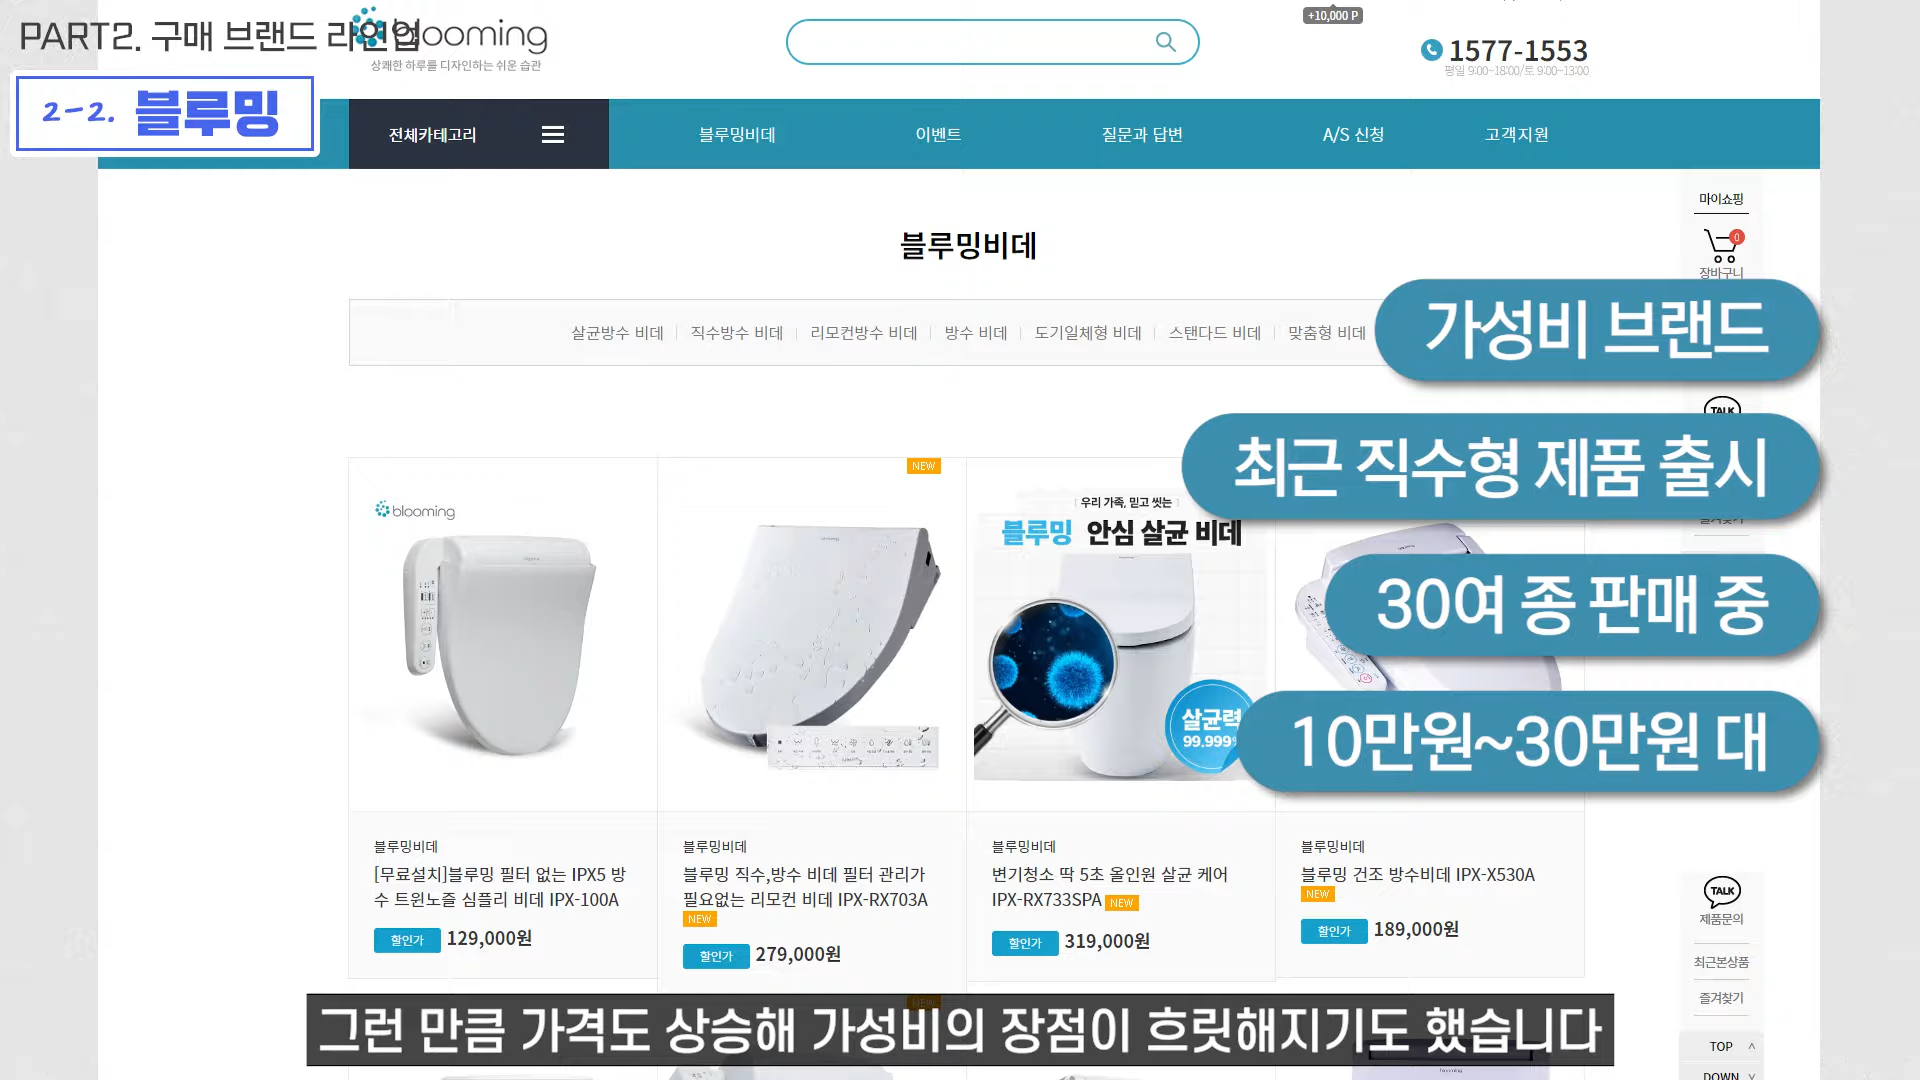 PART2. 구매 브랜드 라인업
2-2. 블루밍
blooming
상쾌한 하루를 디자인하는 쉬운 습관
+10,000 P
1577-1553
평일 9:00~18:00/토 9:00~13:00
전체카테고리
블루밍비데
이벤트
질문과 답변
A/S 신청
고객지원
마이쇼핑
0
장바구니
블루밍비데
살균방수 비데
직수방수 비데
리모컨방수 비데
방수 비데
도기일체형 비데
스탠다드 비데
맞춤형 비데
가성비 브랜드
최근 직수형 제품 출시
30여 종 판매 중
10만원~30만원 대
TALK
NEW
blooming
우리 가족, 믿고 씻는
블루밍 안심 살균 비데
살균력
99.999
블루밍비데
[무료설치]블루밍 필터 없는 IPX5 방
수 트윈노즐 심플리 비데 IPX-100A
할인가 129,000원
블루밍비데
블루밍 직수,방수 비데 필터 관리가
필요없는 리모컨 비데 IPX-RX703A
NEW
할인가 279,000원
블루밍비데
변기청소 딱 5초 올인원 살균 케어
IPX-RX733SPA NEW
할인가 319,000원
블루밍비데
블루밍 건조 방수비데 IPX-X530A
NEW
할인가 189,000원
TALK
제품문의
최근본상품
즐겨찾기
TOP
DOWN
NEW
그런 만큼 가격도 상승해 가성비의 장점이 흐릿해지기도 했습니다
blooming